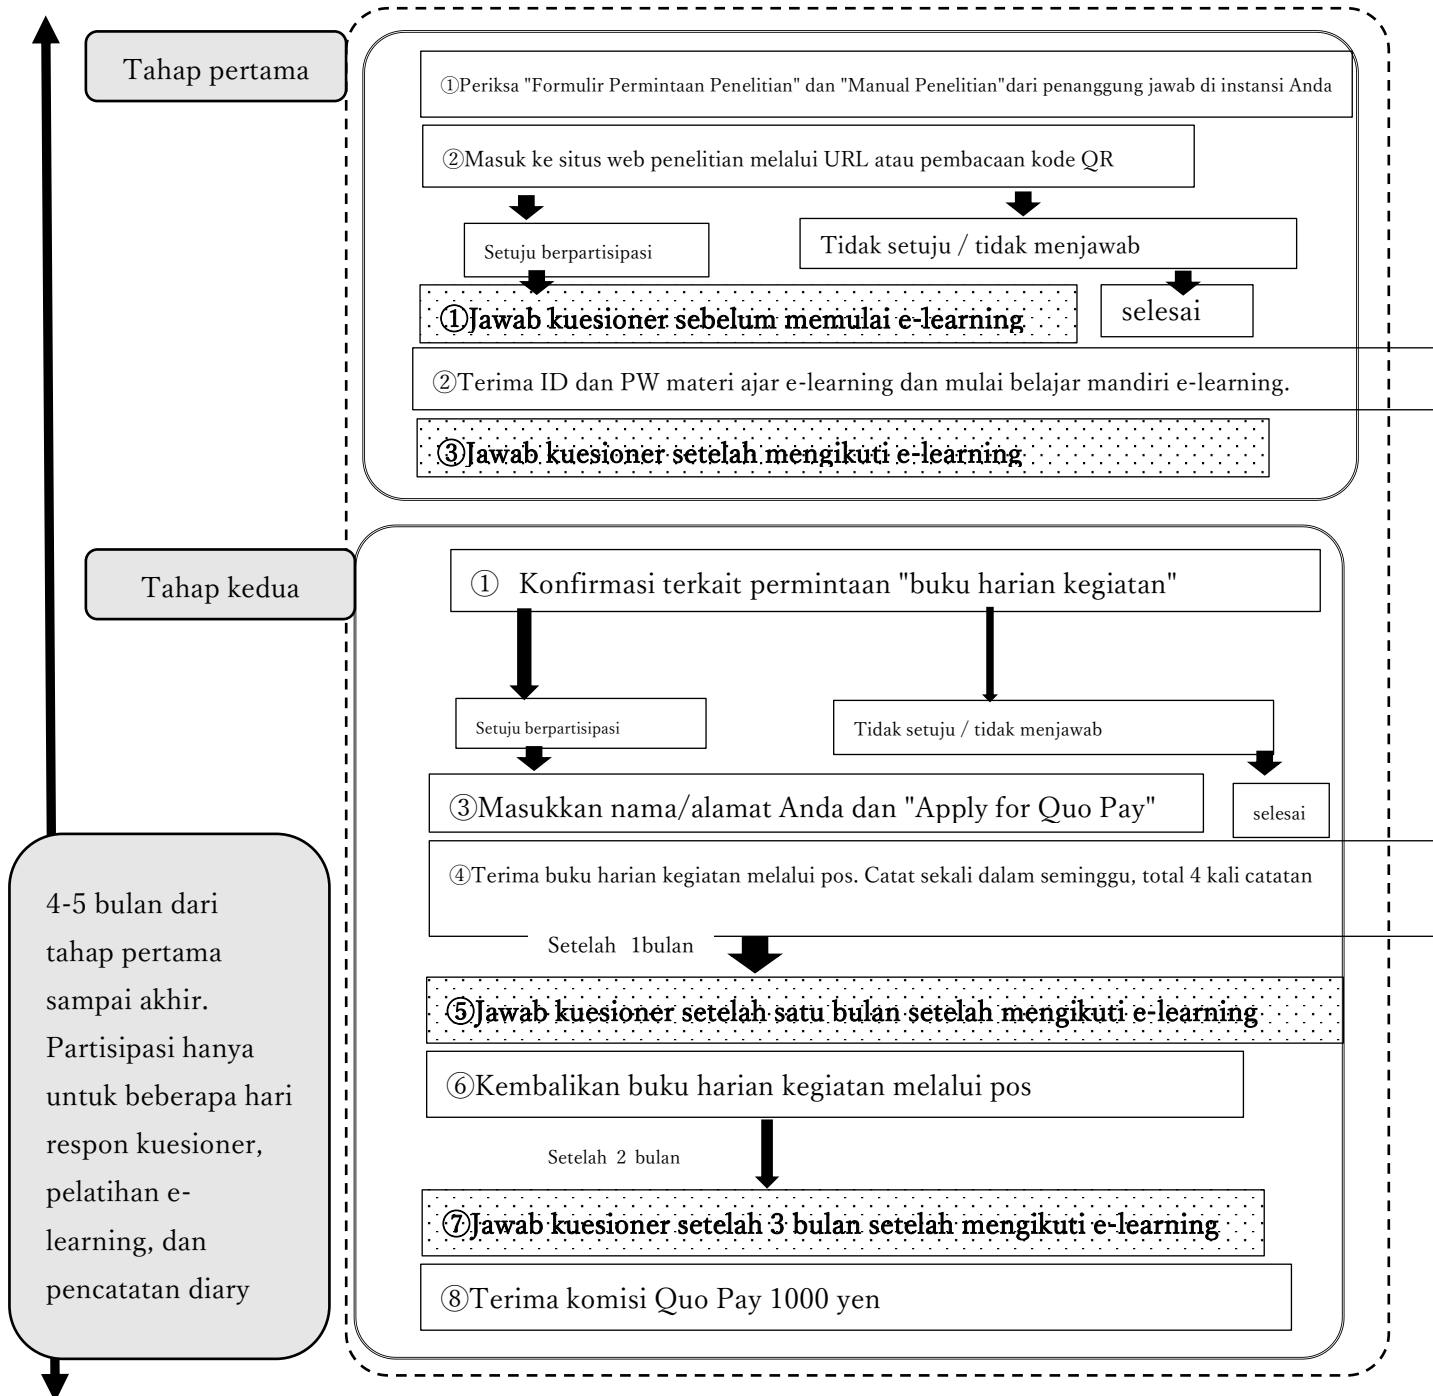 Tahap pertama
①Periksa "Formulir Permintaan Penelitian" dan "Manual Penelitian"dari penanggung jawab di instansi Anda
②Masuk ke situs web penelitian melalui URL atau pembacaan kode QR
Setuju berpartisipasi
Tidak setuju / tidak menjawab
①Jawab kuesioner sebelum memulai e-learning
selesai
②Terima ID dan PW materi ajar e-learning dan mulai belajar mandiri e-learning.
③Jawab kuesioner setelah mengikuti e-learning
Tahap kedua
① Konfirmasi terkait permintaan "buku harian kegiatan"
Setuju berpartisipasi
Tidak setuju / tidak menjawab
③Masukkan nama/alamat Anda dan "Apply for Quo Pay"
selesai
④Terima buku harian kegiatan melalui pos. Catat sekali dalam seminggu, total 4 kali catatan
Setelah 1bulan
⑤Jawab kuesioner setelah satu bulan setelah mengikuti e-learning
⑥Kembalikan buku harian kegiatan melalui pos
Setelah 2 bulan
⑦Jawab kuesioner setelah 3 bulan setelah mengikuti e-learning
⑧Terima komisi Quo Pay 1000 yen
4-5 bulan dari
tahap pertama
sampai akhir.
Partisipasi hanya
untuk beberapa hari
respon kuesioner,
pelatihan e-
learning, dan
pencatatan diary